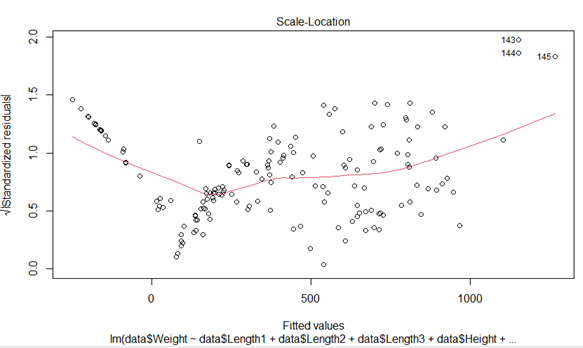 Scale-Location
√|Standardized residuals|
2.0
1.5
1.0
0.5
0.0
143
144
145
0 500 1000
Fitted values
lm(data$Weight ~ data$Length1 + data$Length2 + data$Length3 + data$Height + ...